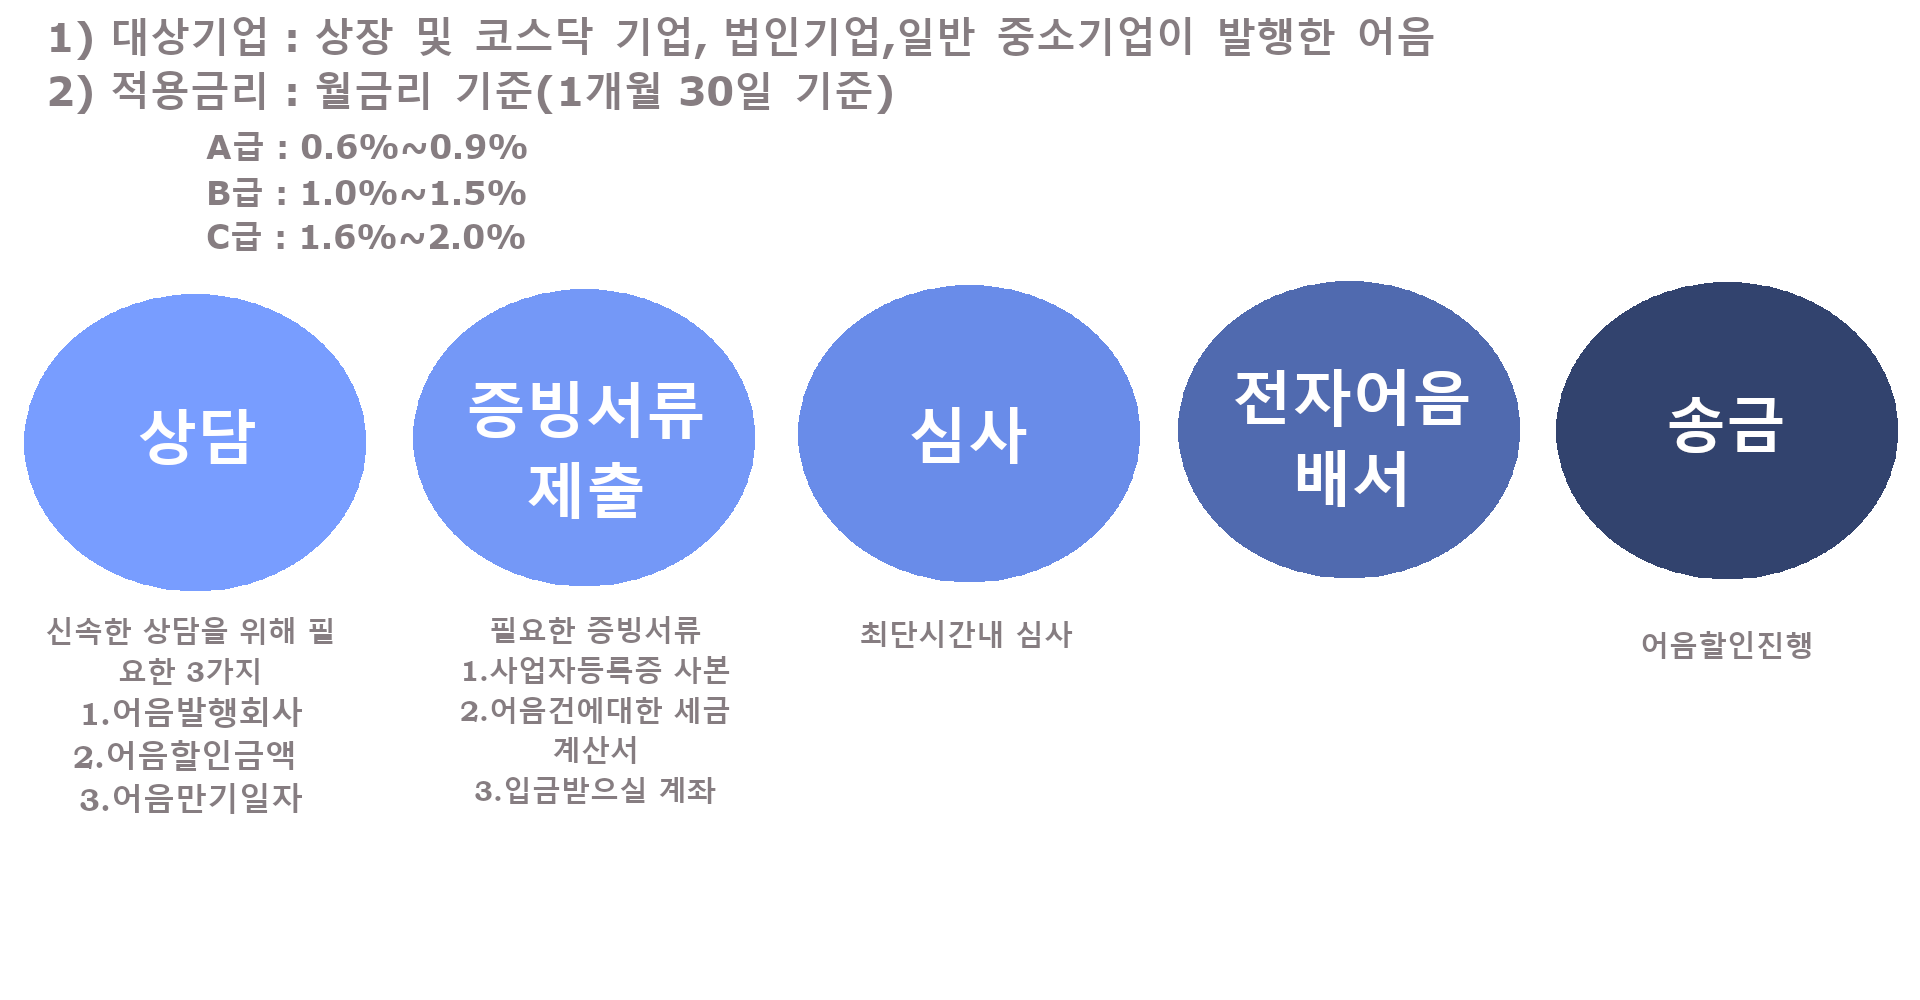 1) 대상기업 : 상장 및 코스닥 기업, 법인기업,일반 중소기업이 발행한 어음
2) 적용금리 : 월금리 기준(1개월 30일 기준)
A급 : 0.6%~0.9%
B급 : 1.0%~1.5%
C급 : 1.6%~2.0%
상담
신속한 상담을 위해 필
요한 3가지
1.어음발행회사
2.어음할인금액
3.어음만기일자
증빙서류
제출
필요한 증빙서류
1.사업자등록증 사본
2.어음건에대한 세금
계산서
3.입금받으실 계좌
심사
최단시간내 심사
전자어음
배서
송금
어음할인진행